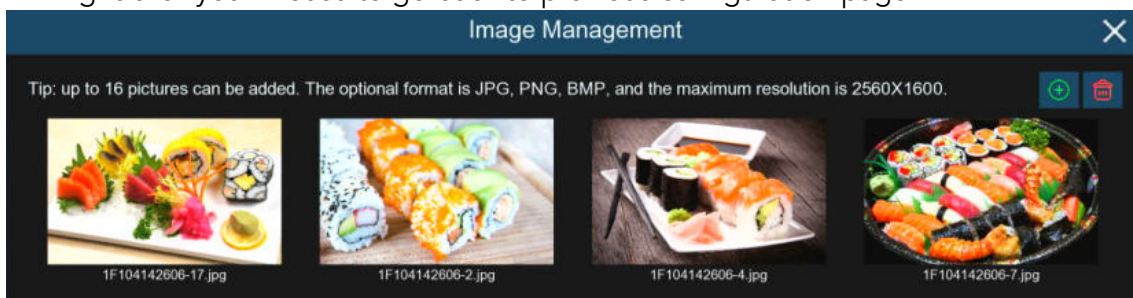 Image Management
Tip: up to 16 pictures can be added. The optional format is JPG, PNG, BMP, and the maximum resolution is 2560X1600.
1F104142606-17.jpg
1F104142606-2.jpg
1F104142606-4.jpg
1F104142606-7.jpg